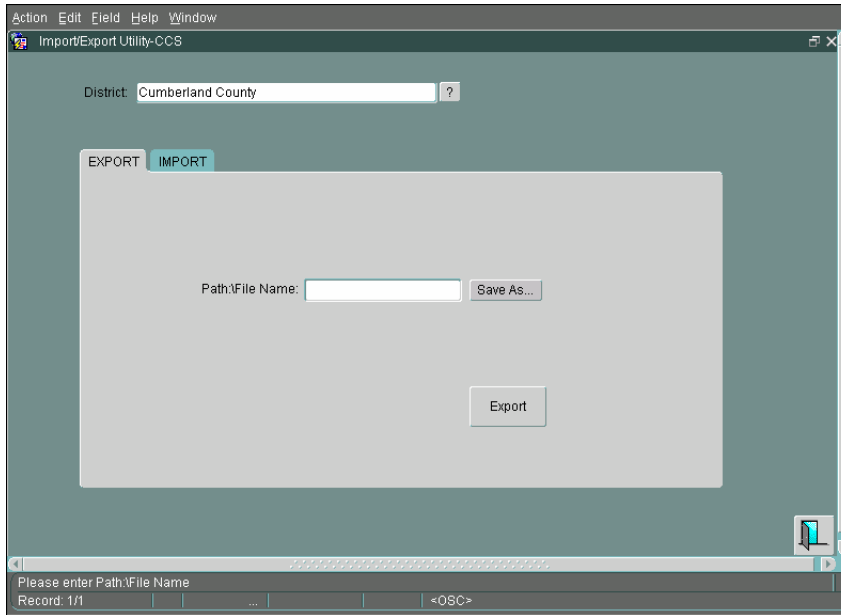 Action Edit Field Help Window
Import/Export Utility-CCS
District: Cumberland County ?
EXPORT IMPORT
Path:\File Name: Save As...
Export
Please enter Path:\File Name
Record: 1/1 ... <OSC>